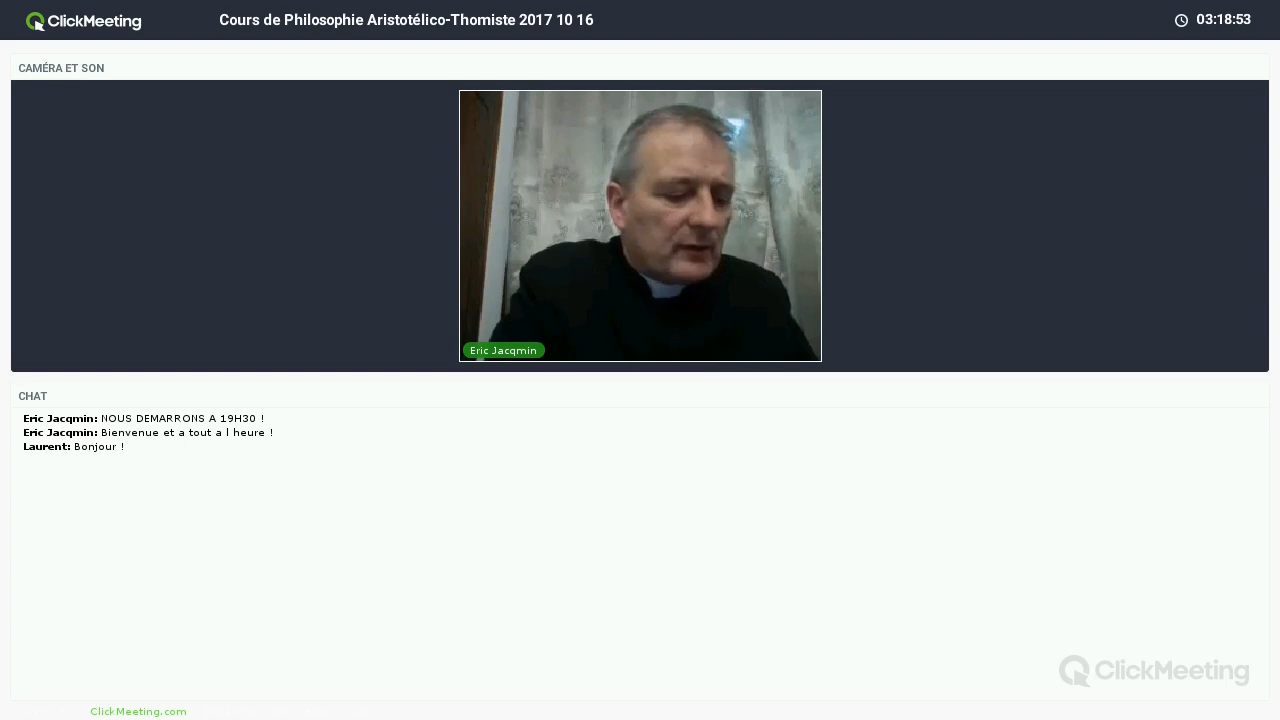 ClickMeeting
Cours de Philosophie Aristotélico-Thomiste 2017 10 16
03:18:53
CAMÉRA ET SON
Eric Jacqmin
CHAT
Eric Jacqmin: NOUS DEMARRONS A 19H30 !
Eric Jacqmin: Bienvenue et a tout a l heure !
Laurent: Bonjour !
ClickMeeting
ClickMeeting.com